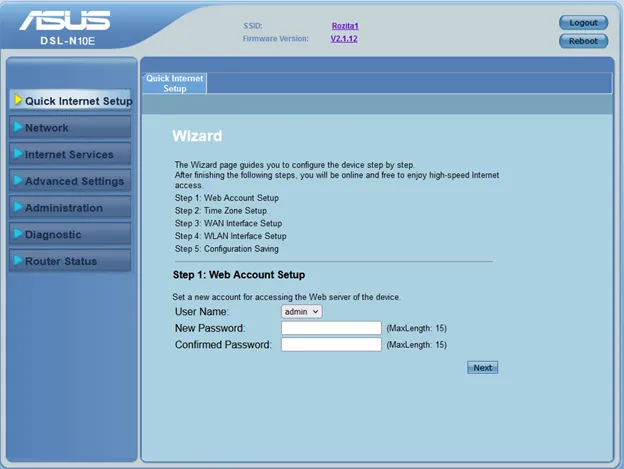 ASUS
DSL-N10E
SSID: Rozita1
Firmware Version: V2.1.12
Logout
Reboot
Quick Internet Setup
Network
Internet Services
Advanced Settings
Administration
Diagnostic
Router Status
Quick Internet
Setup
Wizard
The Wizard page guides you to configure the device step by step.
After finishing the following steps, you will be online and free to enjoy high-speed Internet
access.
Step 1: Web Account Setup
Step 2: Time Zone Setup
Step 3: WAN Interface Setup
Step 4: WLAN Interface Setup
Step 5: Configuration Saving
Step 1: Web Account Setup
Set a new account for accessing the Web server of the device.
User Name: admin
New Password: (MaxLength: 15)
Confirmed Password: (MaxLength: 15)
Next